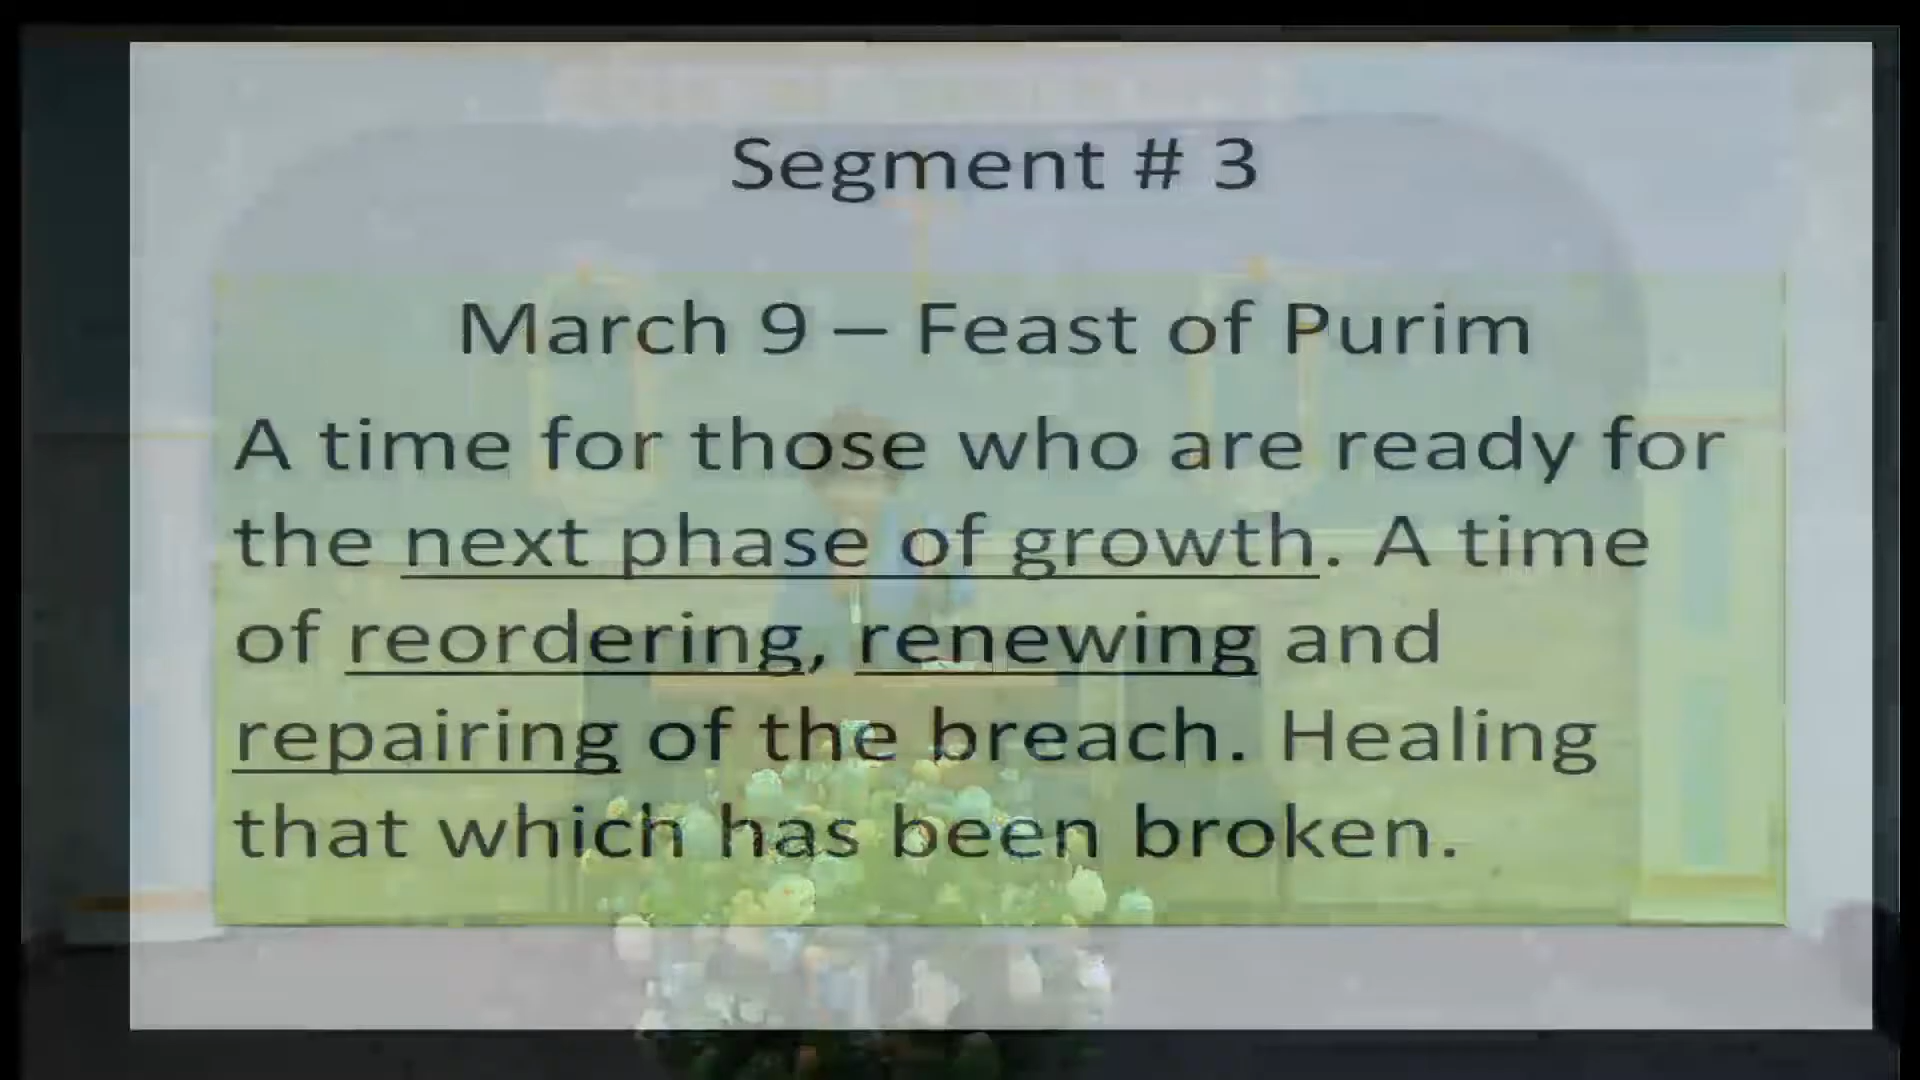 Segment # 3
March 9 – Feast of Purim
A time for those who are ready for
the next phase of growth. A time
of reordering, renewing and
repairing of the breach. Healing
that which has been broken.